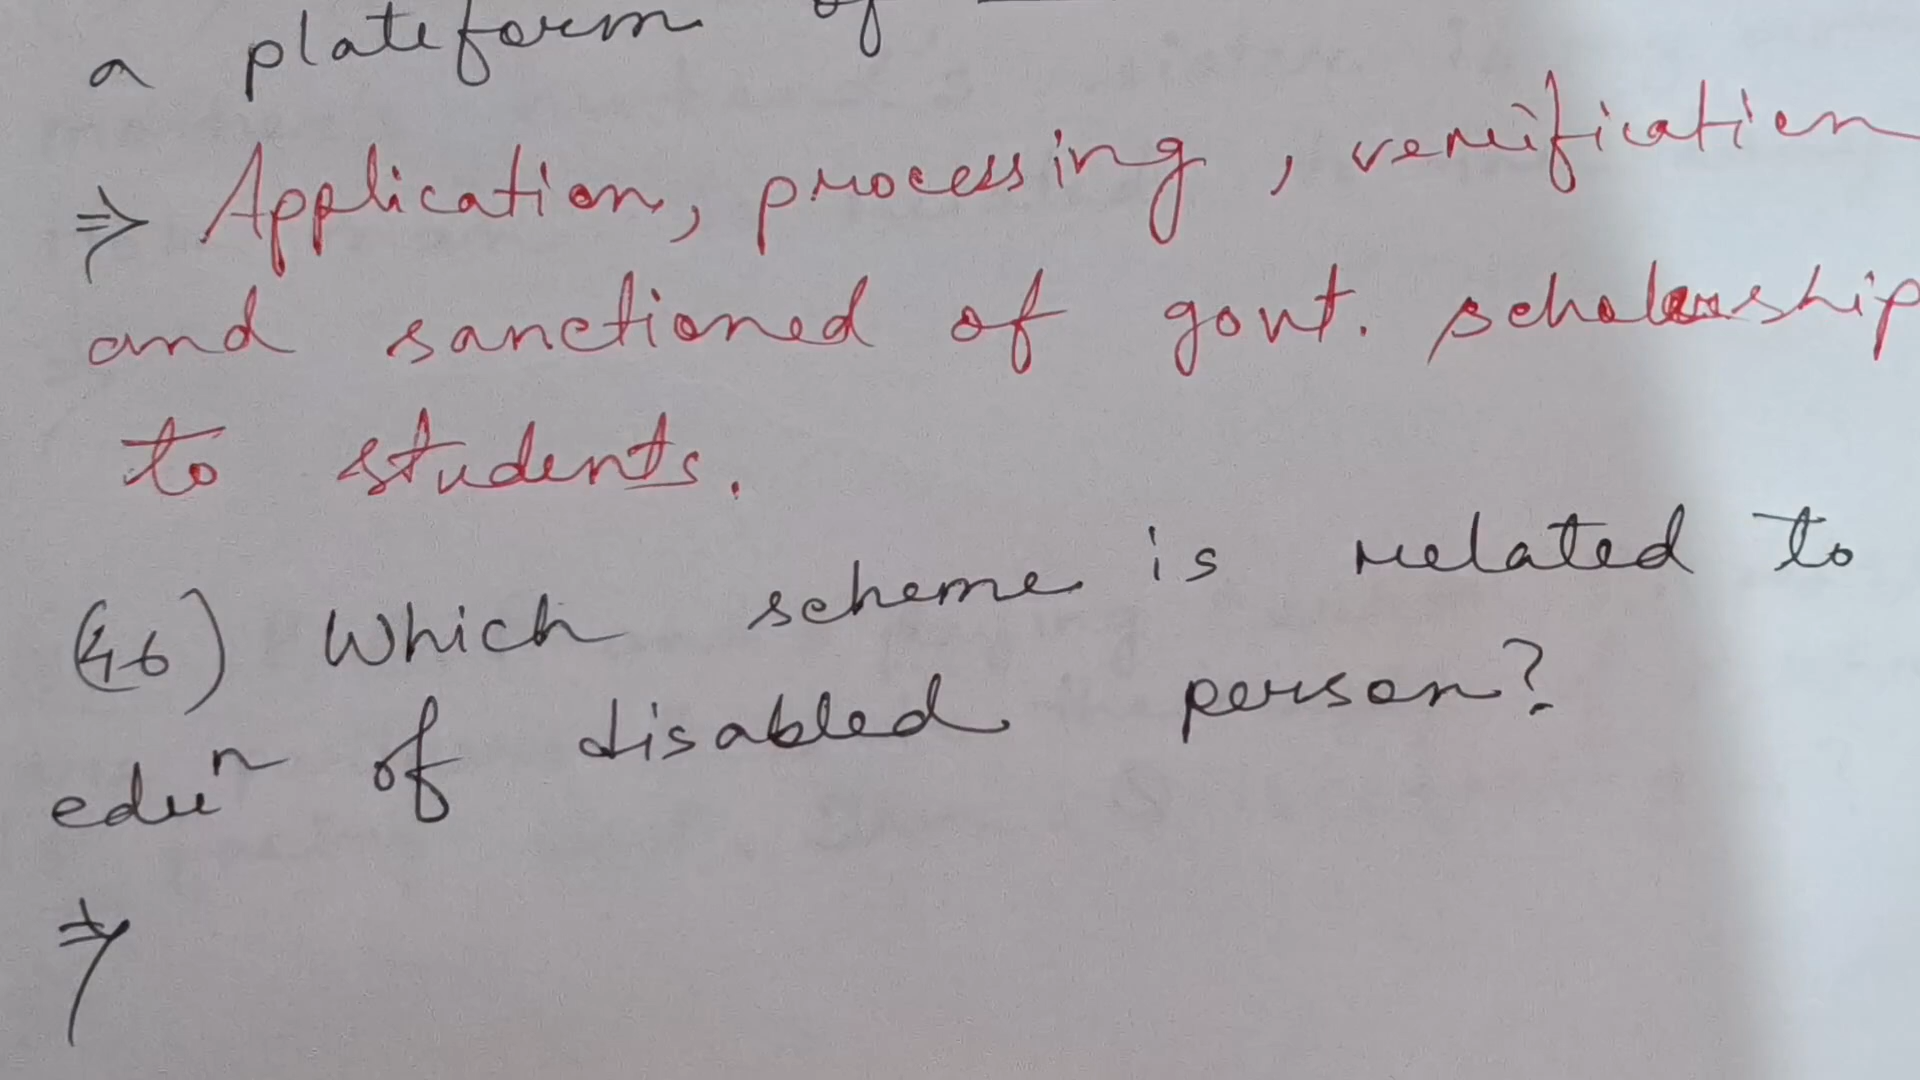 a plateform of
⇒ Application, processing, verification
and sanctioned of govt. scholarship
to students.
(46) Which scheme is related to
eduⁿ of disabled person?
⇒